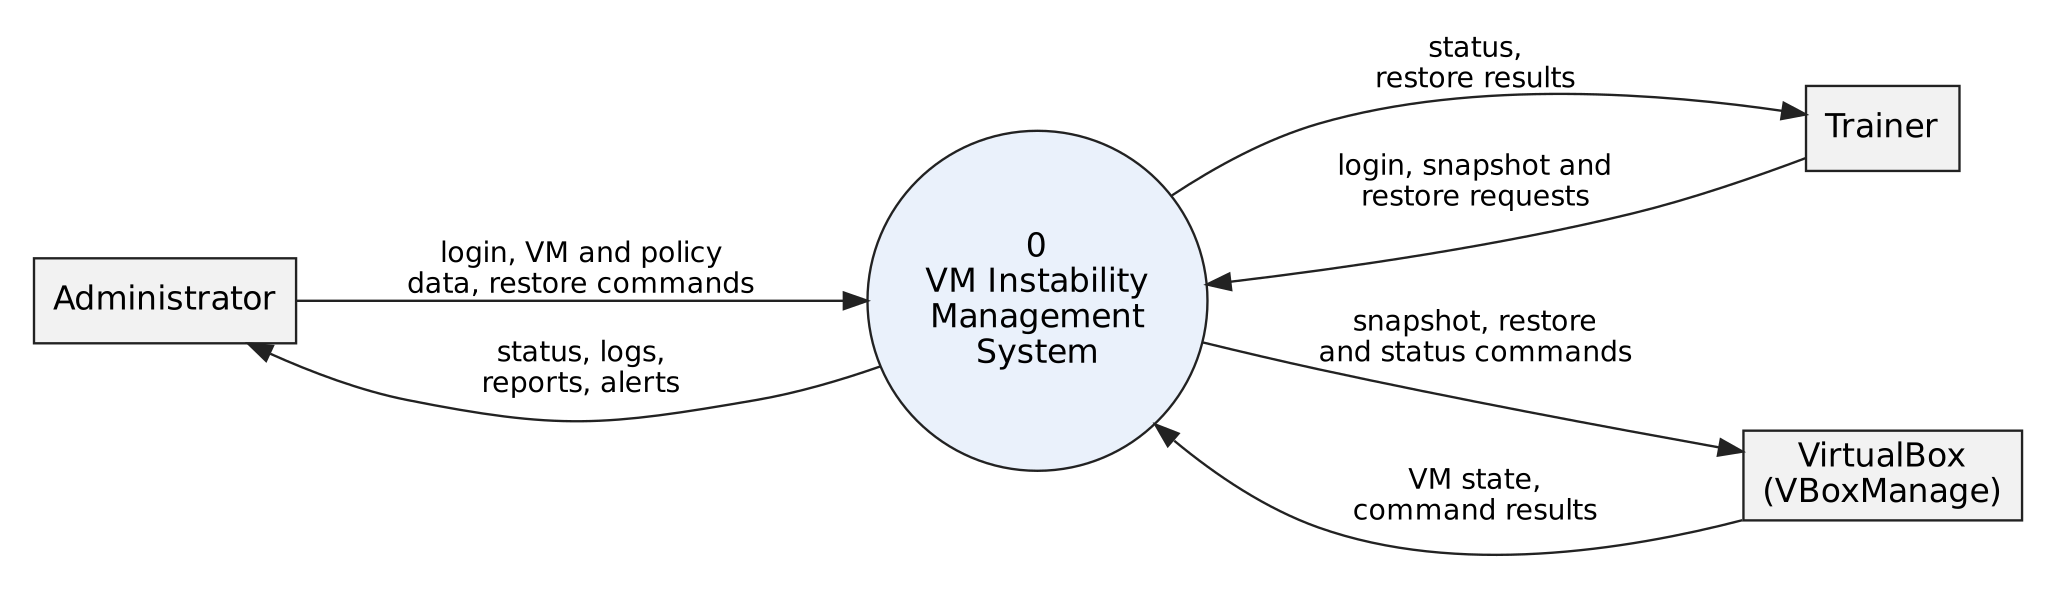 status,
restore results
Trainer
login, snapshot and
restore requests
login, VM and policy
data, restore commands
Administrator
0
VM Instability
Management
System
status, logs,
reports, alerts
snapshot, restore
and status commands
VirtualBox
(VBoxManage)
VM state,
command results